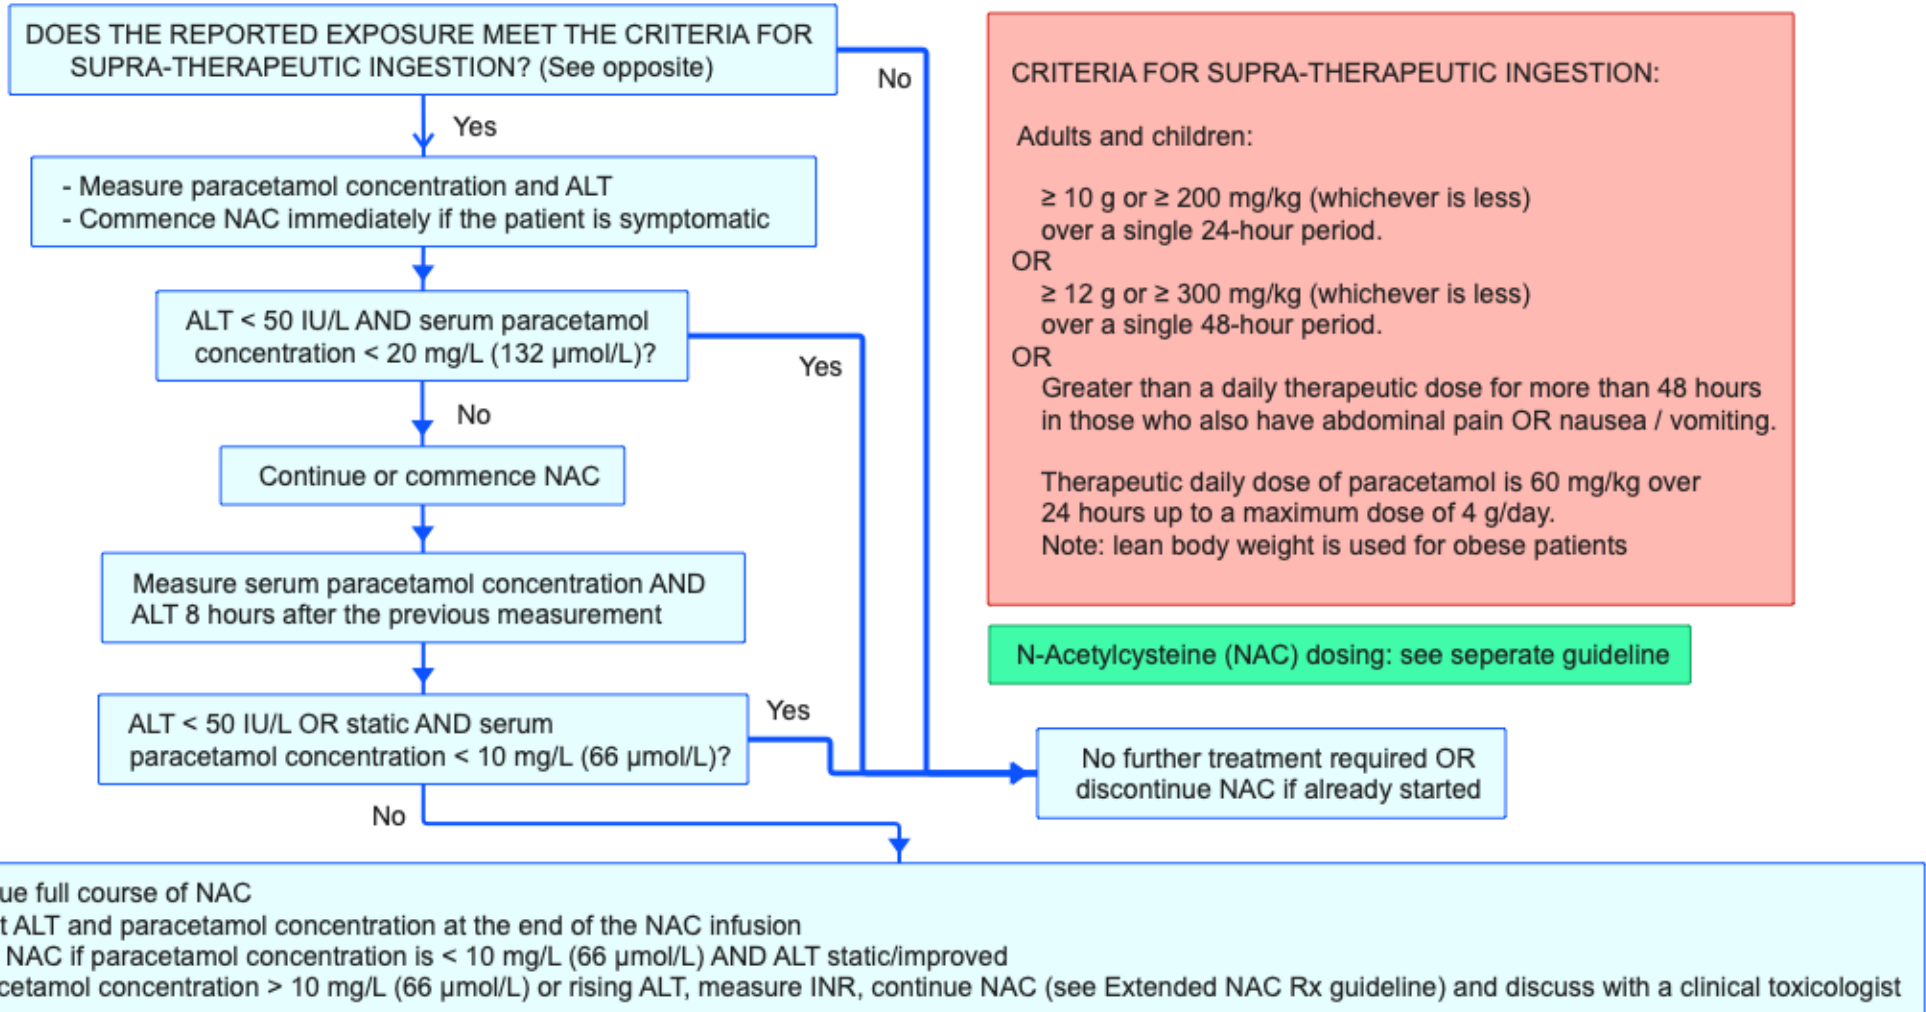 DOES THE REPORTED EXPOSURE MEET THE CRITERIA FOR
SUPRA-THERAPEUTIC INGESTION? (See opposite)
No
Yes
- Measure paracetamol concentration and ALT
- Commence NAC immediately if the patient is symptomatic
ALT < 50 IU/L AND serum paracetamol
concentration < 20 mg/L (132 μmol/L)?
Yes
No
Continue or commence NAC
Measure serum paracetamol concentration AND
ALT 8 hours after the previous measurement
ALT < 50 IU/L OR static AND serum
paracetamol concentration < 10 mg/L (66 μmol/L)?
Yes
No
CRITERIA FOR SUPRA-THERAPEUTIC INGESTION:
Adults and children:
≥ 10 g or ≥ 200 mg/kg (whichever is less)
over a single 24-hour period.
OR
≥ 12 g or ≥ 300 mg/kg (whichever is less)
over a single 48-hour period.
OR
Greater than a daily therapeutic dose for more than 48 hours
in those who also have abdominal pain OR nausea / vomiting.
Therapeutic daily dose of paracetamol is 60 mg/kg over
24 hours up to a maximum dose of 4 g/day.
Note: lean body weight is used for obese patients
N-Acetylcysteine (NAC) dosing: see seperate guideline
No further treatment required OR
discontinue NAC if already started
full course of NAC
ALT and paracetamol concentration at the end of the NAC infusion
NAC if paracetamol concentration is < 10 mg/L (66 μmol/L) AND ALT static/improved
concentration > 10 mg/L (66 μmol/L) or rising ALT, measure INR, continue NAC (see Extended NAC Rx guideline) and discuss with a clinical toxicologist